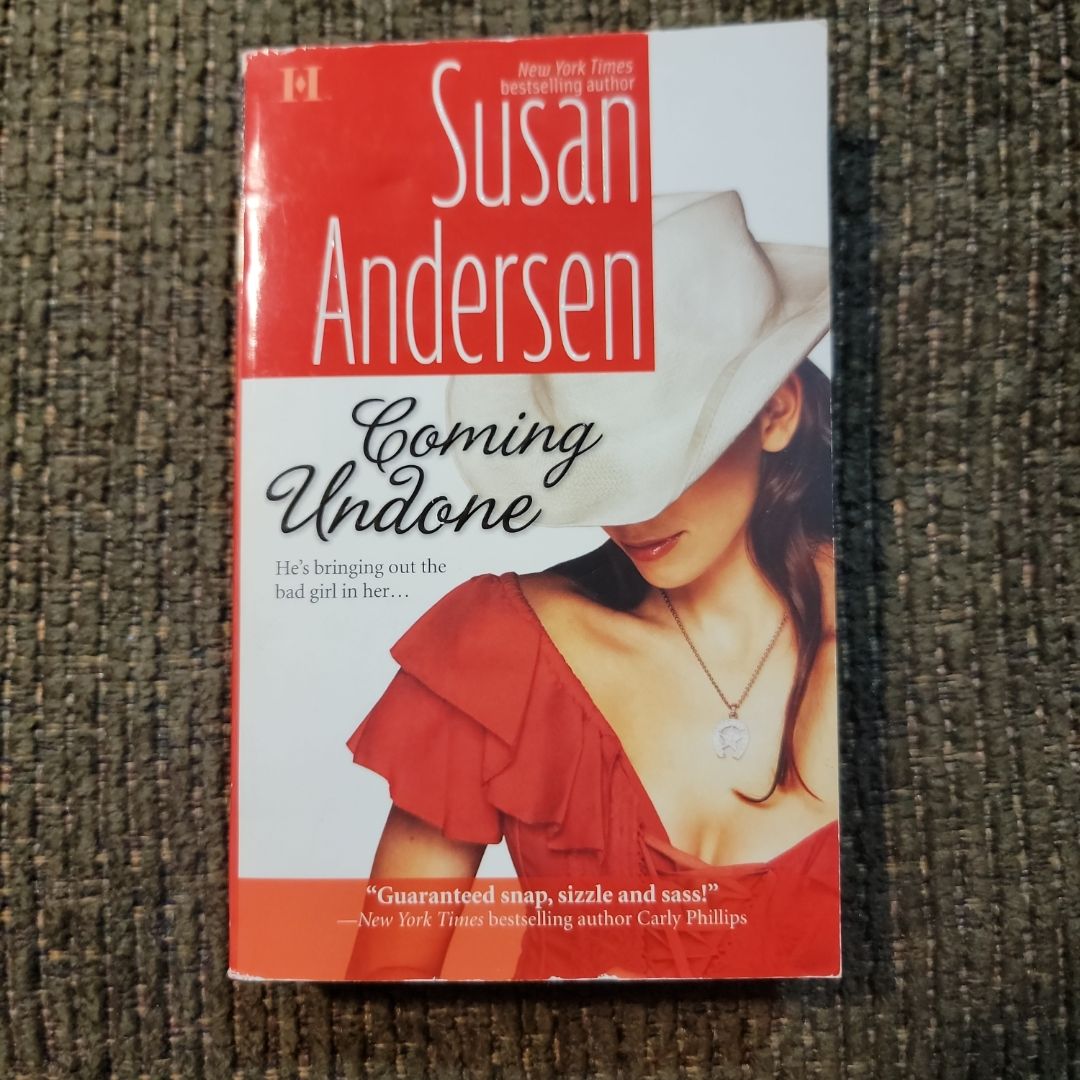 H
New York Times
bestselling author
Susan
Andersen
Coming
Undone
He's bringing out the
bad girl in her...
“Guaranteed snap, sizzle and sass!”
—New York Times bestselling author Carly Phillips